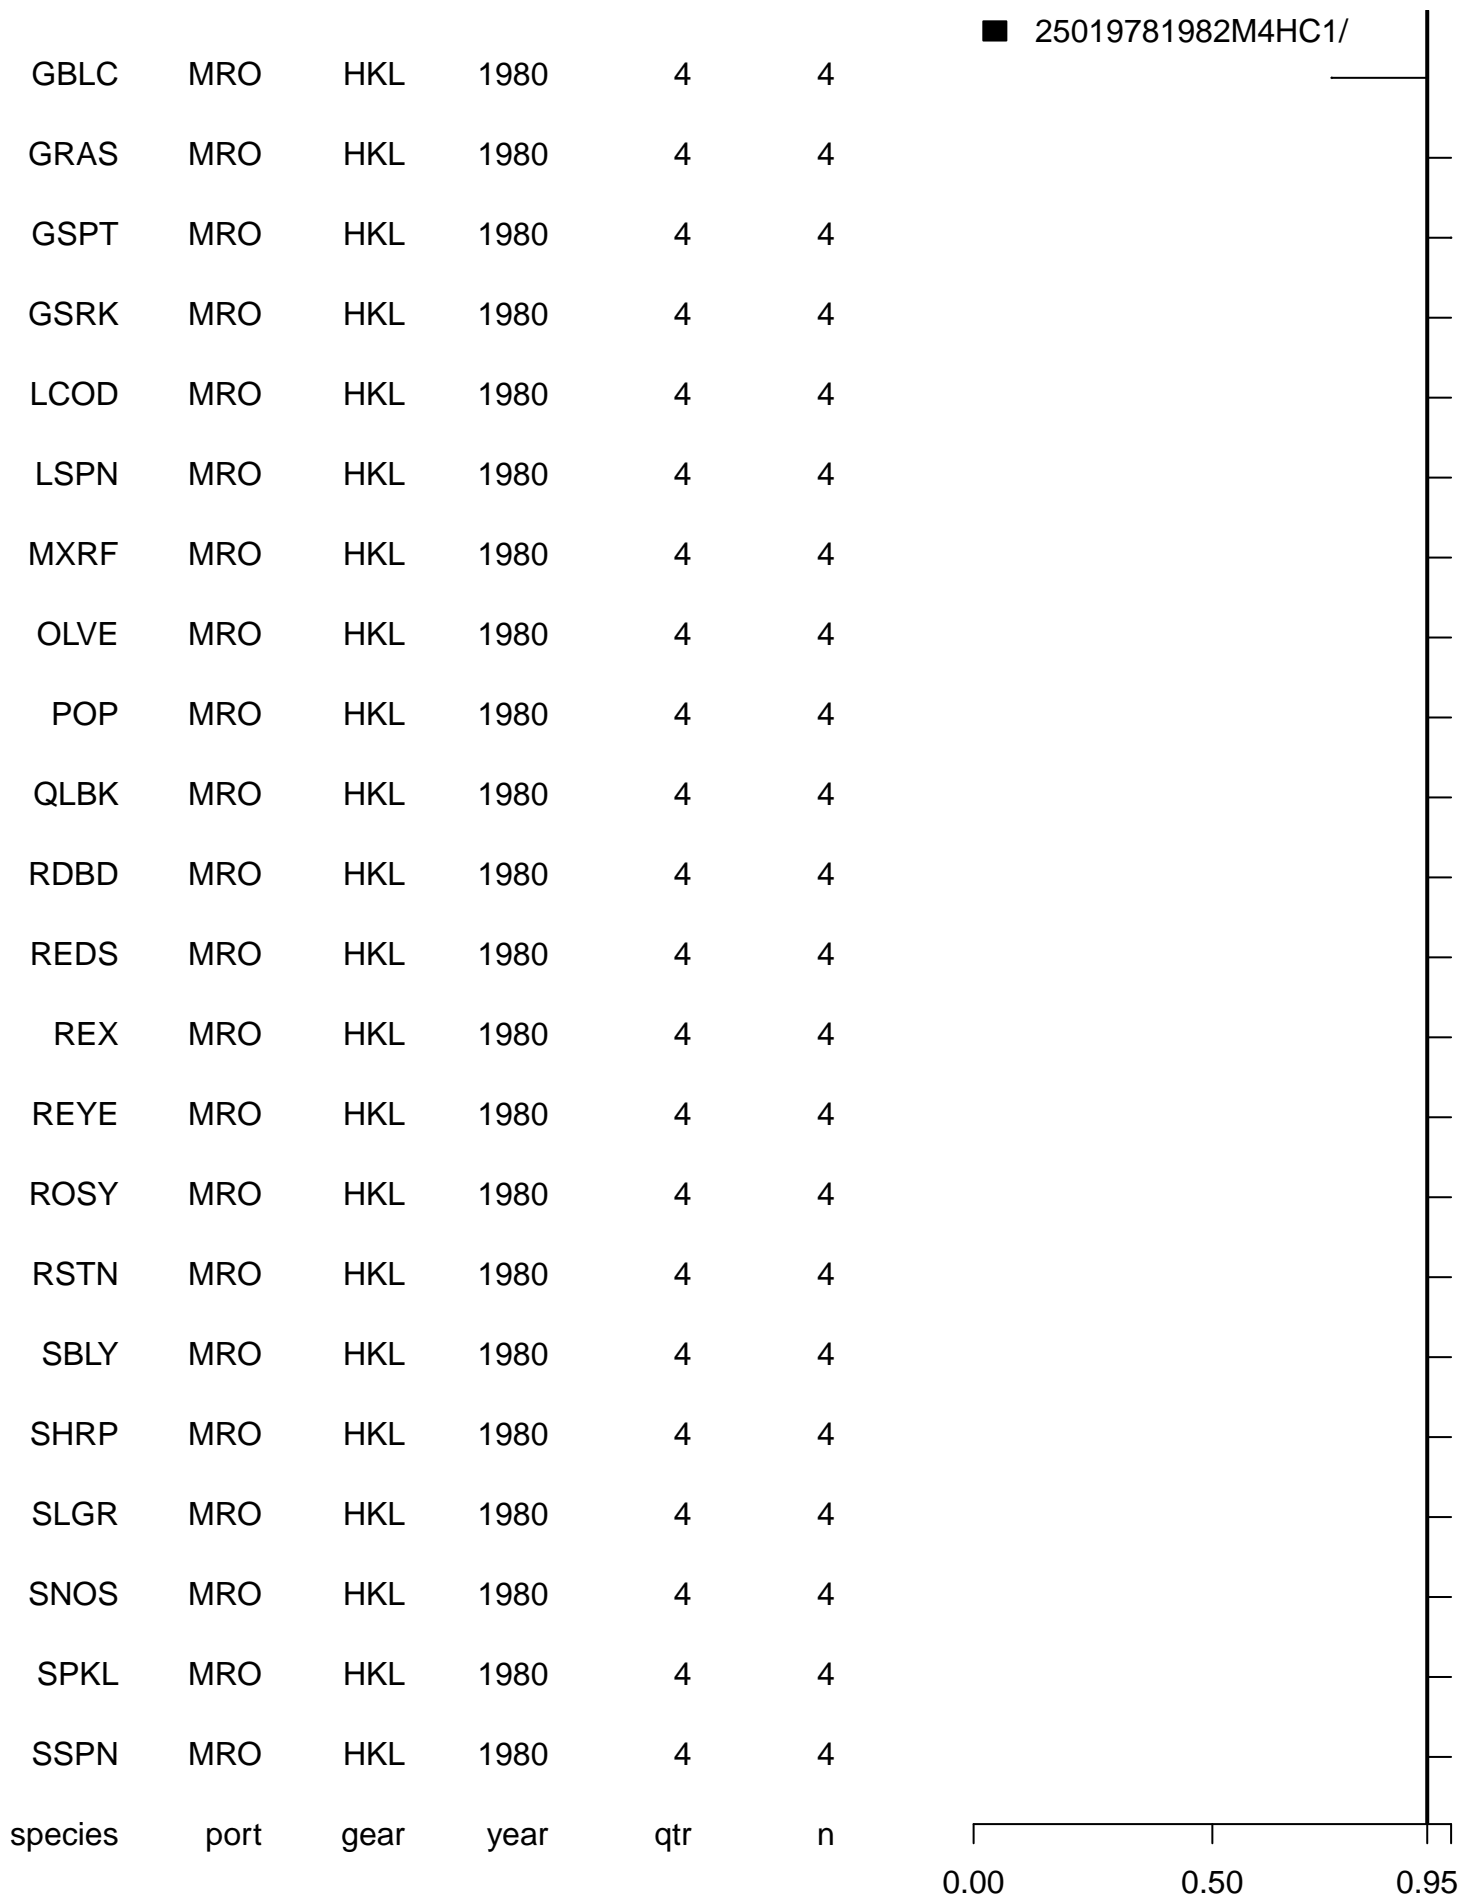 25019781982M4HC1/
GBLC MRO HKL 1980 4 4
GRAS MRO HKL 1980 4 4
GSPT MRO HKL 1980 4 4
GSRK MRO HKL 1980 4 4
LCOD MRO HKL 1980 4 4
LSPN MRO HKL 1980 4 4
MXRF MRO HKL 1980 4 4
OLVE MRO HKL 1980 4 4
POP MRO HKL 1980 4 4
QLBK MRO HKL 1980 4 4
RDBD MRO HKL 1980 4 4
REDS MRO HKL 1980 4 4
REX MRO HKL 1980 4 4
REYE MRO HKL 1980 4 4
ROSY MRO HKL 1980 4 4
RSTN MRO HKL 1980 4 4
SBLY MRO HKL 1980 4 4
SHRP MRO HKL 1980 4 4
SLGR MRO HKL 1980 4 4
SNOS MRO HKL 1980 4 4
SPKL MRO HKL 1980 4 4
SSPN MRO HKL 1980 4 4
species port gear year qtr n
0.00 0.50 0.95